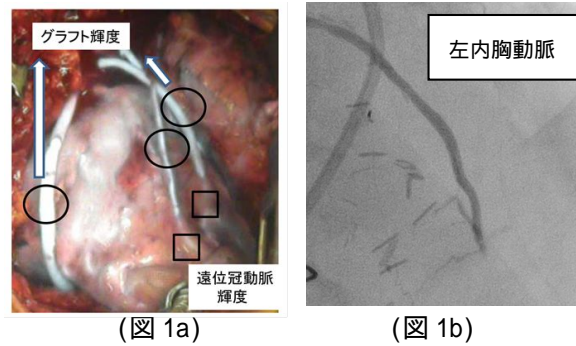 グラフト輝度
左内胸動脈
遠位冠動脈
輝度
(図 1a)
(図 1b)